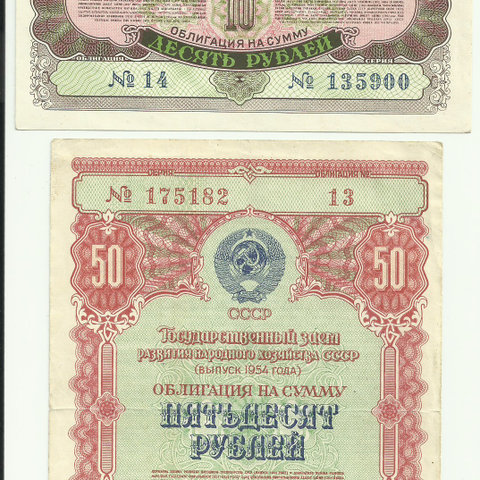 10
ОБЛИГАЦИЯ НА СУММУ
ДЕСЯТЬ РУБЛЕЙ
ОБЛИГАЦИЯ СЕРИЯ
№ 14 № 135900
СЕРИЯ ОБЛИГАЦИЯ №
№ 175182 13
50 50
СССР
Государственный заем
РАЗВИТИЯ НАРОДНОГО ХОЗЯЙСТВА СССР
(ВЫПУСК 1954 ГОДА)
ОБЛИГАЦИЯ НА СУММУ
ПЯТЬДЕСЯТ
РУБЛЕЙ